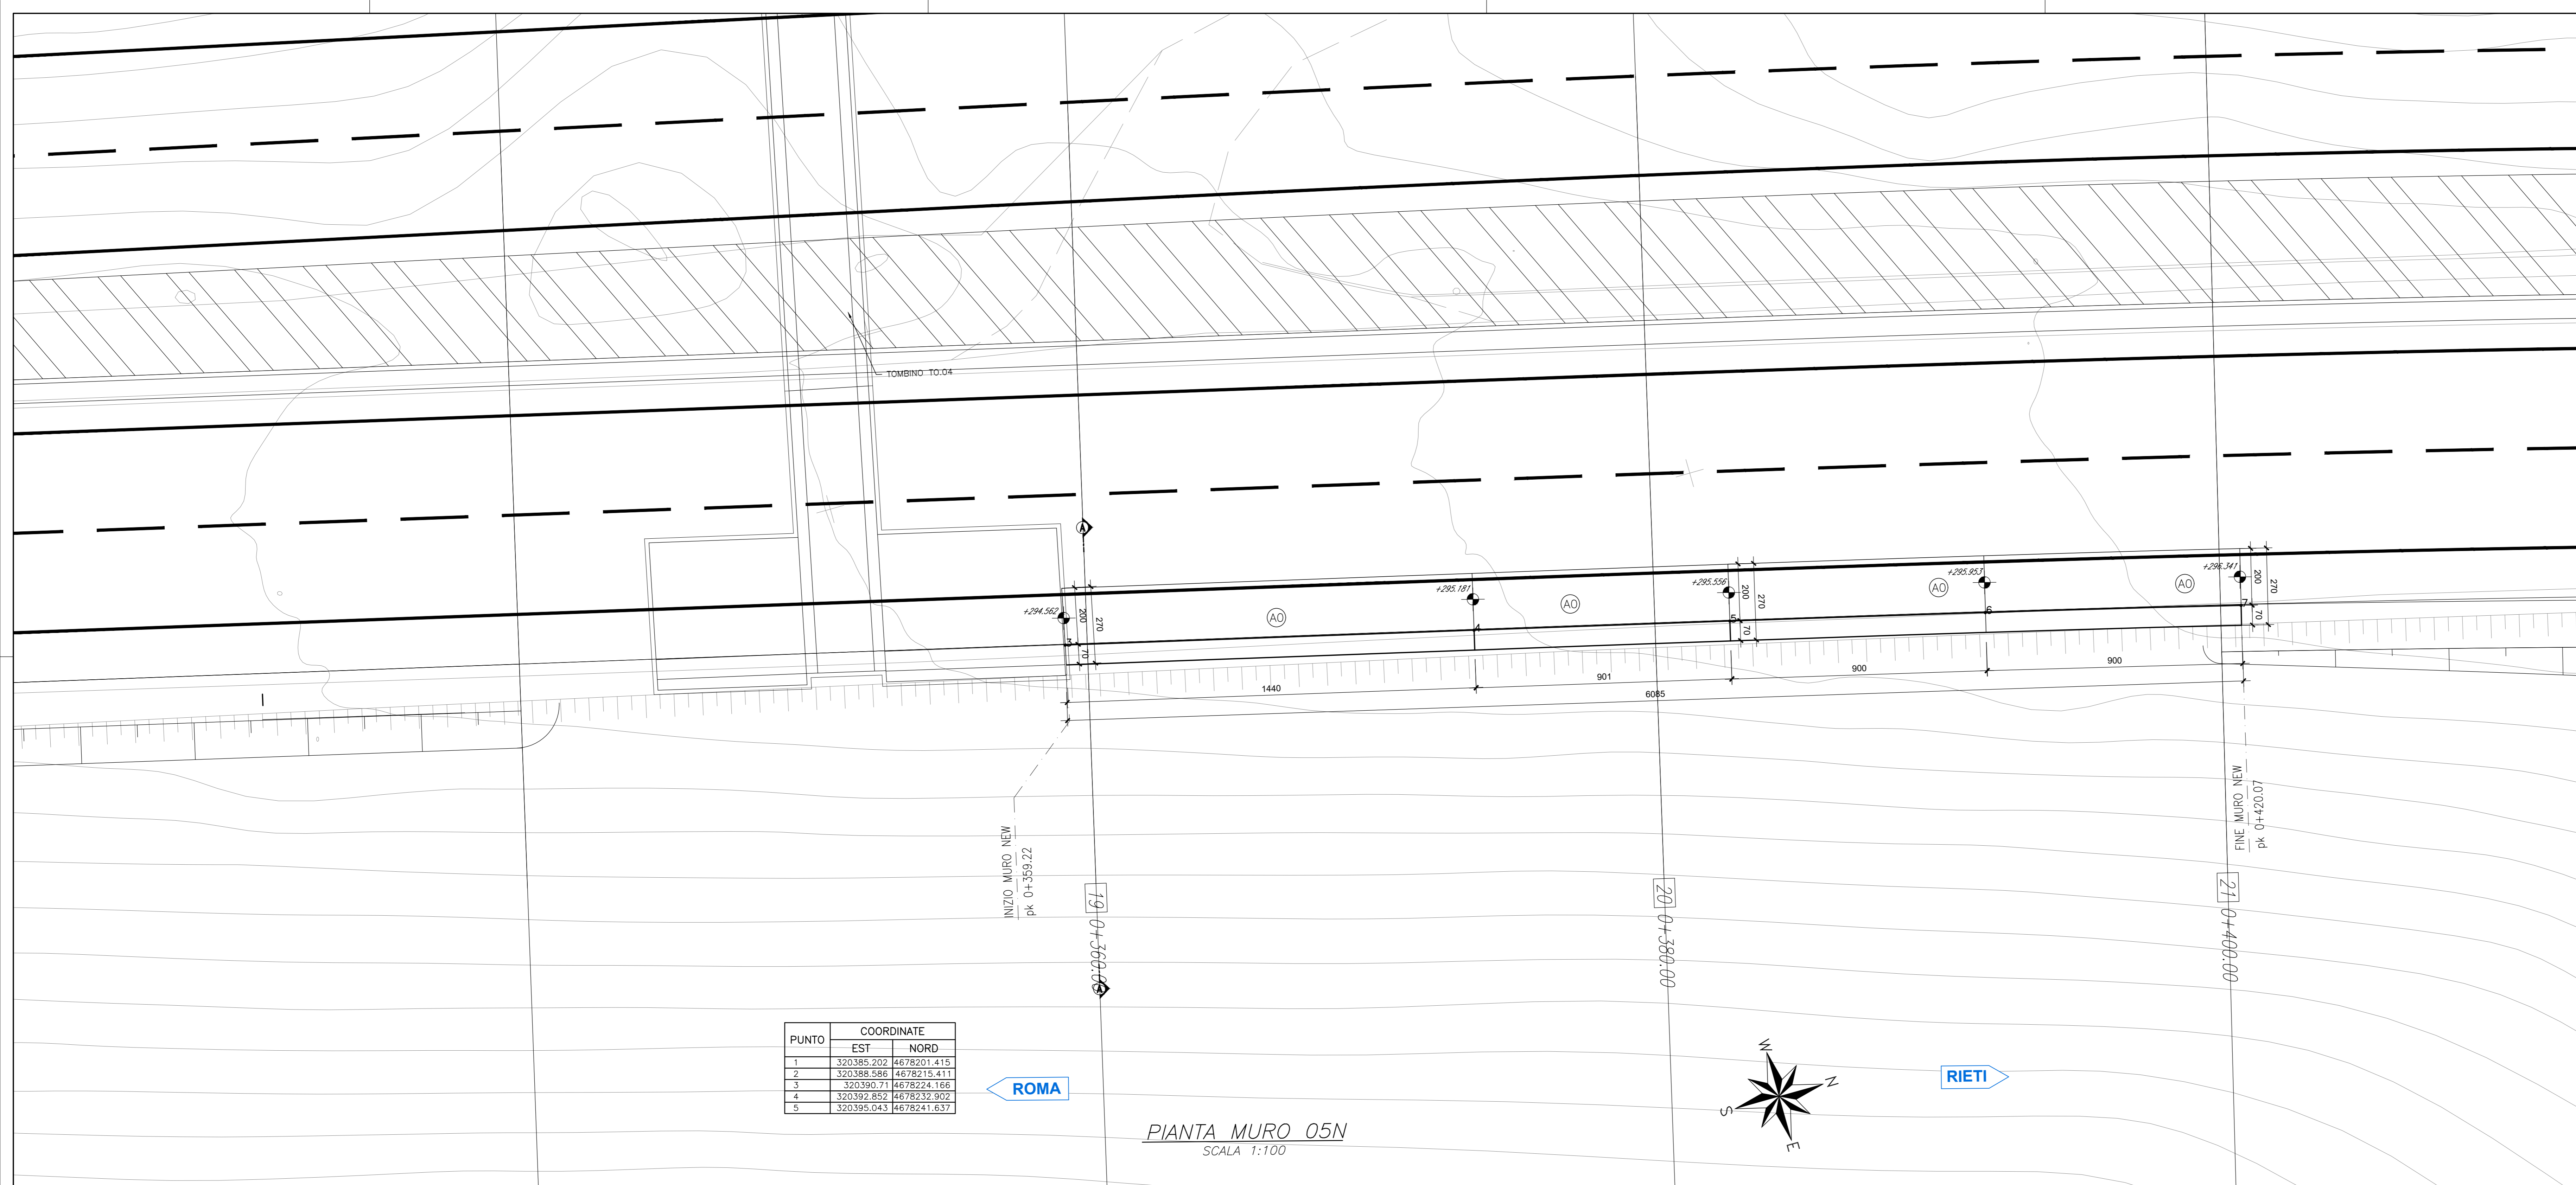 TOMBINO TO.04
A
+294.562
+295.181
+295.556
+295.953
+296.341
A0
A0
A0
A0
3
4
5
6
7
200
270
70
200
270
70
200
270
70
1440
901
900
900
6085
INIZIO MURO NEW
pk 0+359.22
FINE MURO NEW
pk 0+420.07
19 0+360.00
20 0+380.00
21 0+400.00
A
PUNTO COORDINATE
EST NORD
1 320385.202 4678201.415
2 320388.586 4678215.411
3 320390.71 4678224.166
4 320392.852 4678232.902
5 320395.043 4678241.637
ROMA
W
N
S
E
RIETI
PIANTA MURO 05N
SCALA 1:100